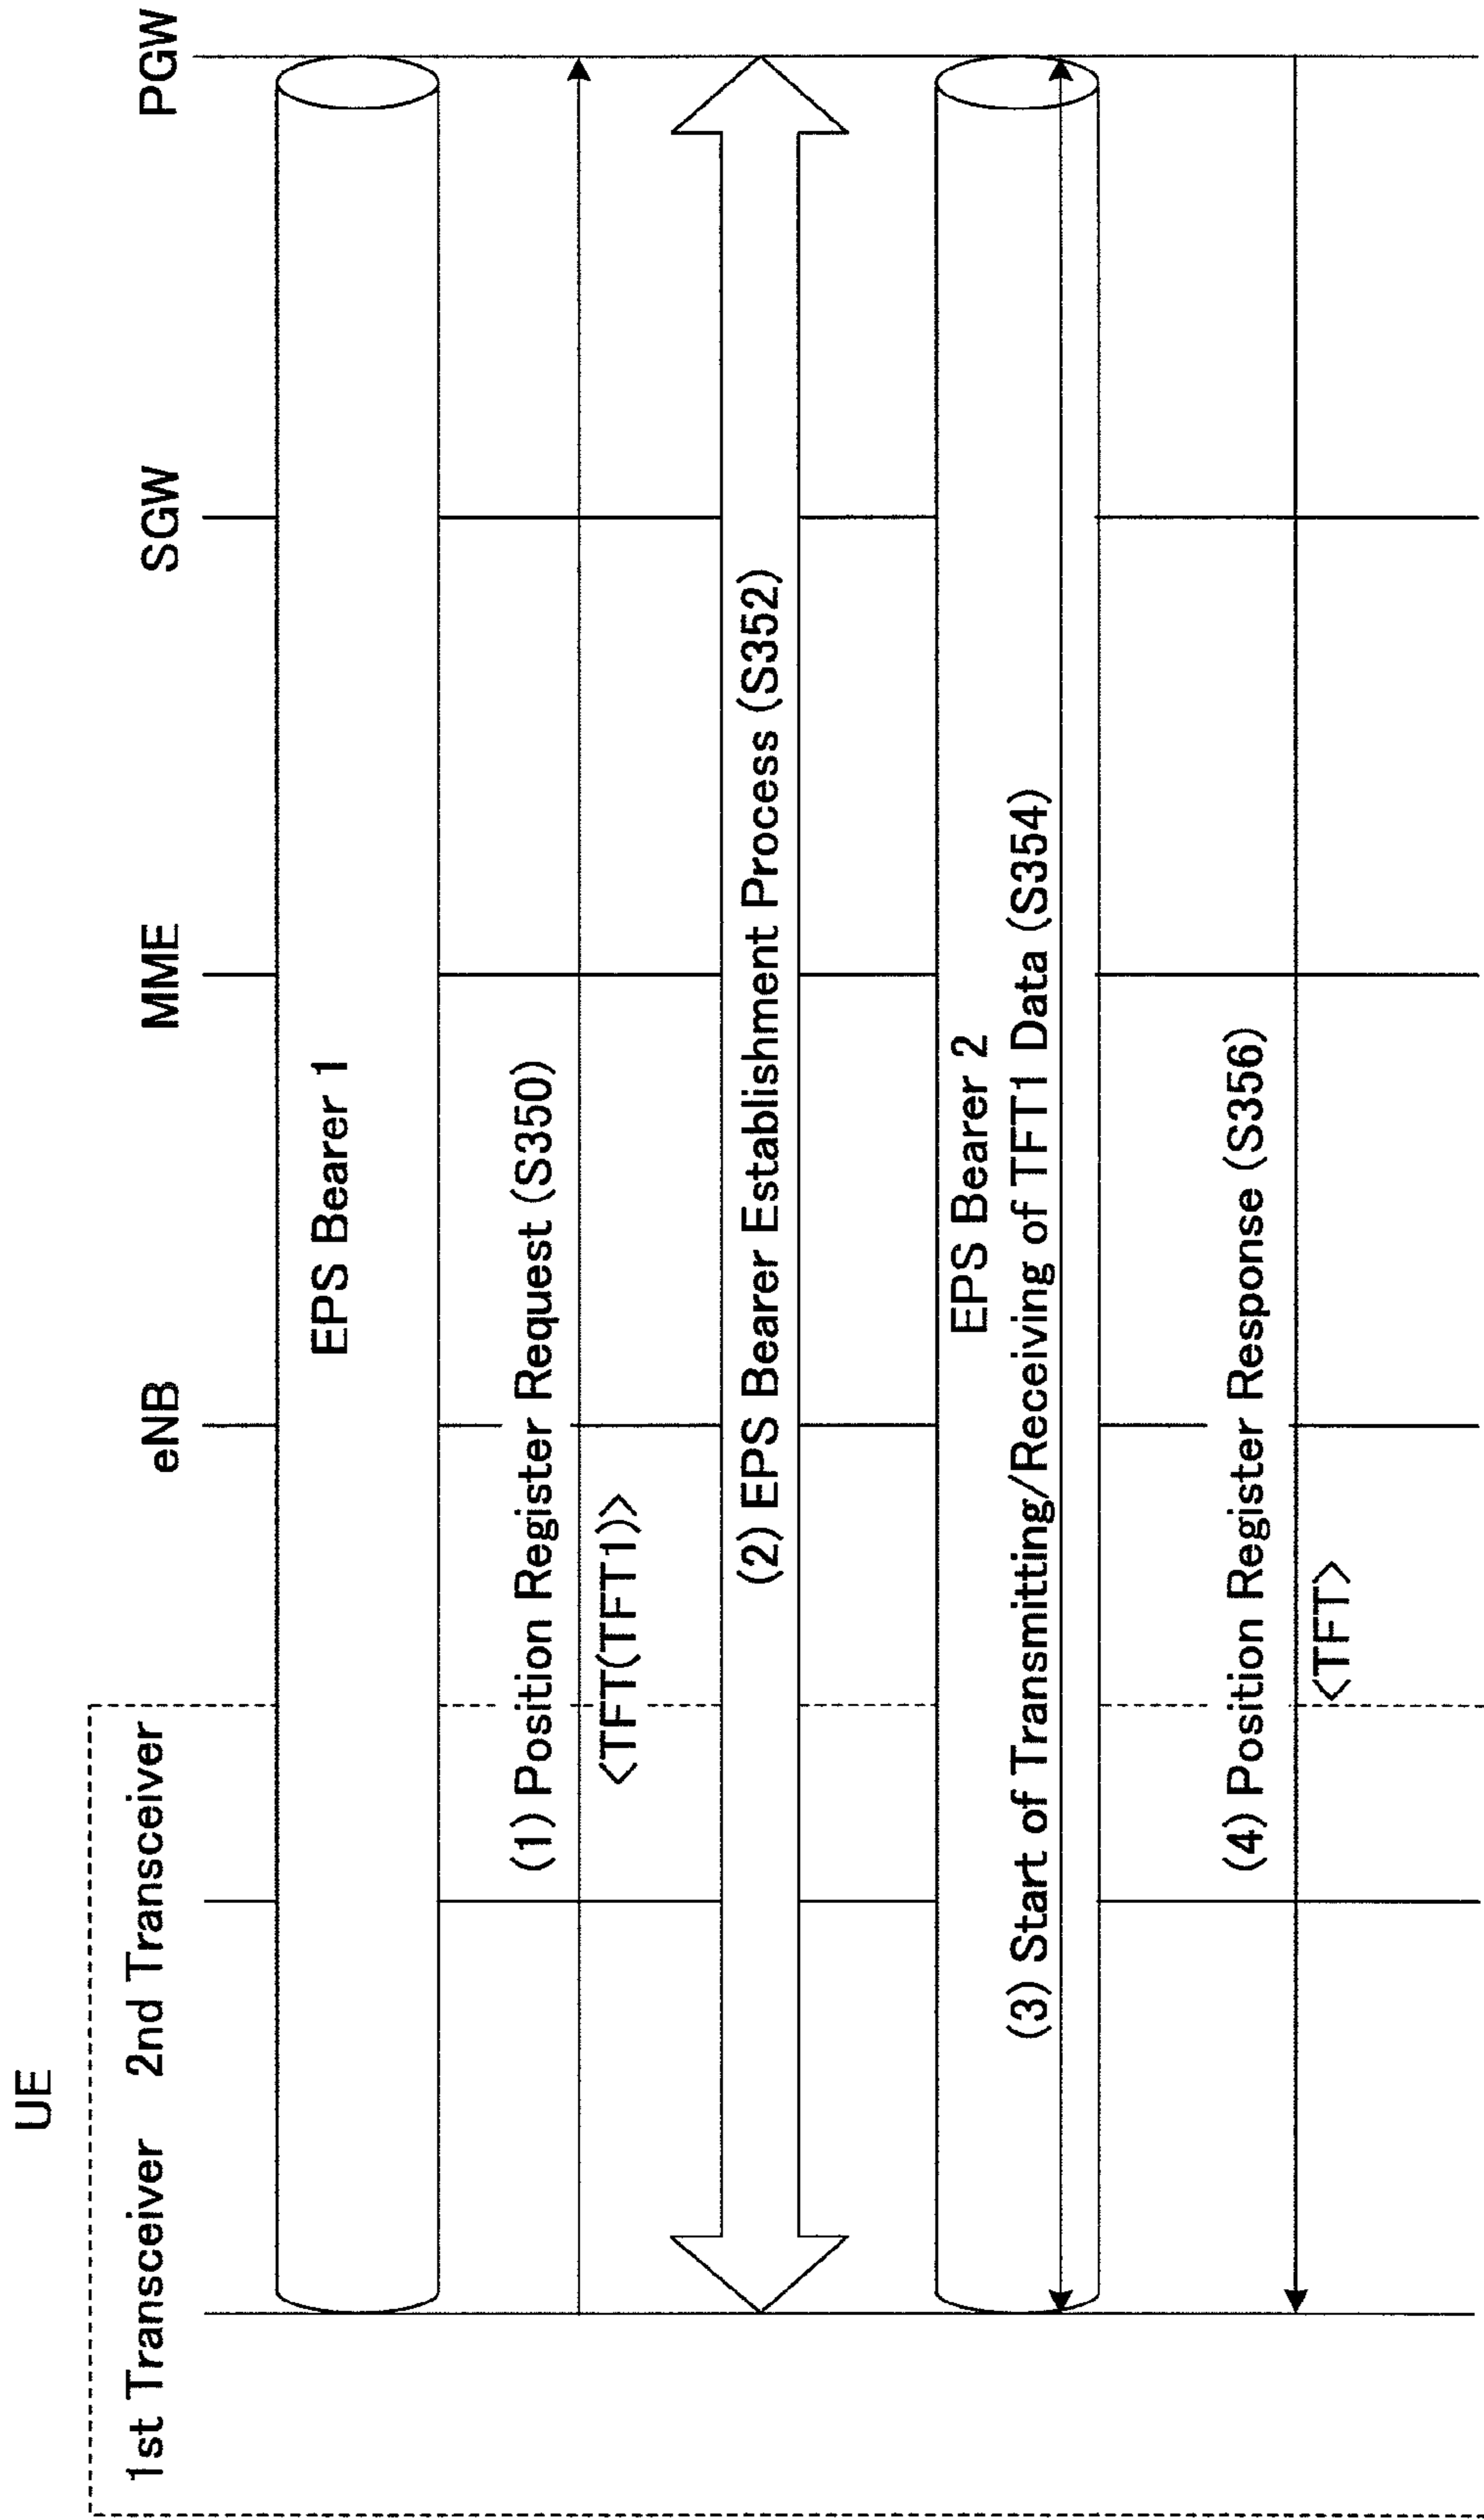 UE
1st Transceiver
2nd Transceiver
eNB
MME
SGW
PGW
EPS Bearer 1
(1) Position Register Request (S350)
<TFT(TFT1)>
(2) EPS Bearer Establishment Process (S352)
EPS Bearer 2
(3) Start of Transmitting/Receiving of TFT1 Data (S354)
(4) Position Register Response (S356)
<TFT>